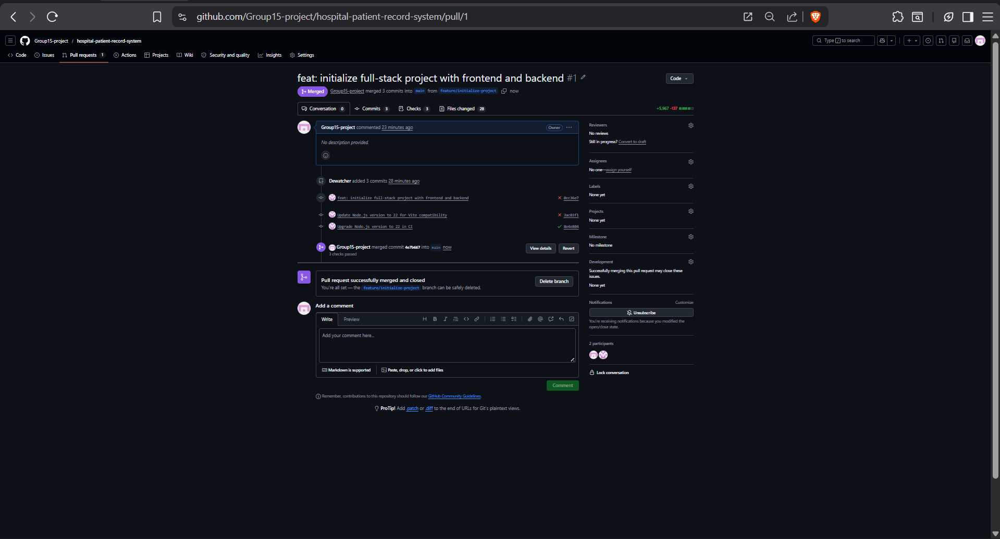 github.com/Group15-project/hospital-patient-record-system/pull/1
Group15-project / hospital-patient-record-system
Type / to search
Code Issues Pull requests 1 Actions Projects Wiki Security and quality Insights Settings
feat: initialize full-stack project with frontend and backend #1
Code
Merged Group15-project merged 3 commits into main from feature/initialize-project now
Conversation 0 Commits 3 Checks 3 Files changed 28
+5,967 -137
Group15-project commented 23 minutes ago
Owner
No description provided.
Dewatcher added 3 commits 28 minutes ago
feat: initialize full-stack project with frontend and backend 0cc36e7
Update Node.js version to 22 for Vite compatibility 3ac03f1
Upgrade Node.js version to 22 in CI 8e4e804
Group15-project merged commit 4e7b667 into main now
3 checks passed
View details Revert
Pull request successfully merged and closed
You're all set — the feature/initialize-project branch can be safely deleted.
Delete branch
Add a comment
Write Preview
H B I
Add your comment here...
Markdown is supported Paste, drop, or click to add files
Comment
Remember, contributions to this repository should follow our GitHub Community Guidelines.
ProTip! Add .patch or .diff to the end of URLs for Git's plaintext views.
Reviewers
No reviews
Still in progress? Convert to draft
Assignees
No one—assign yourself
Labels
None yet
Projects
None yet
Milestone
No milestone
Development
Successfully merging this pull request may close these
issues.
None yet
Notifications Customize
Unsubscribe
You're receiving notifications because you modified the
open/close state.
2 participants
Lock conversation